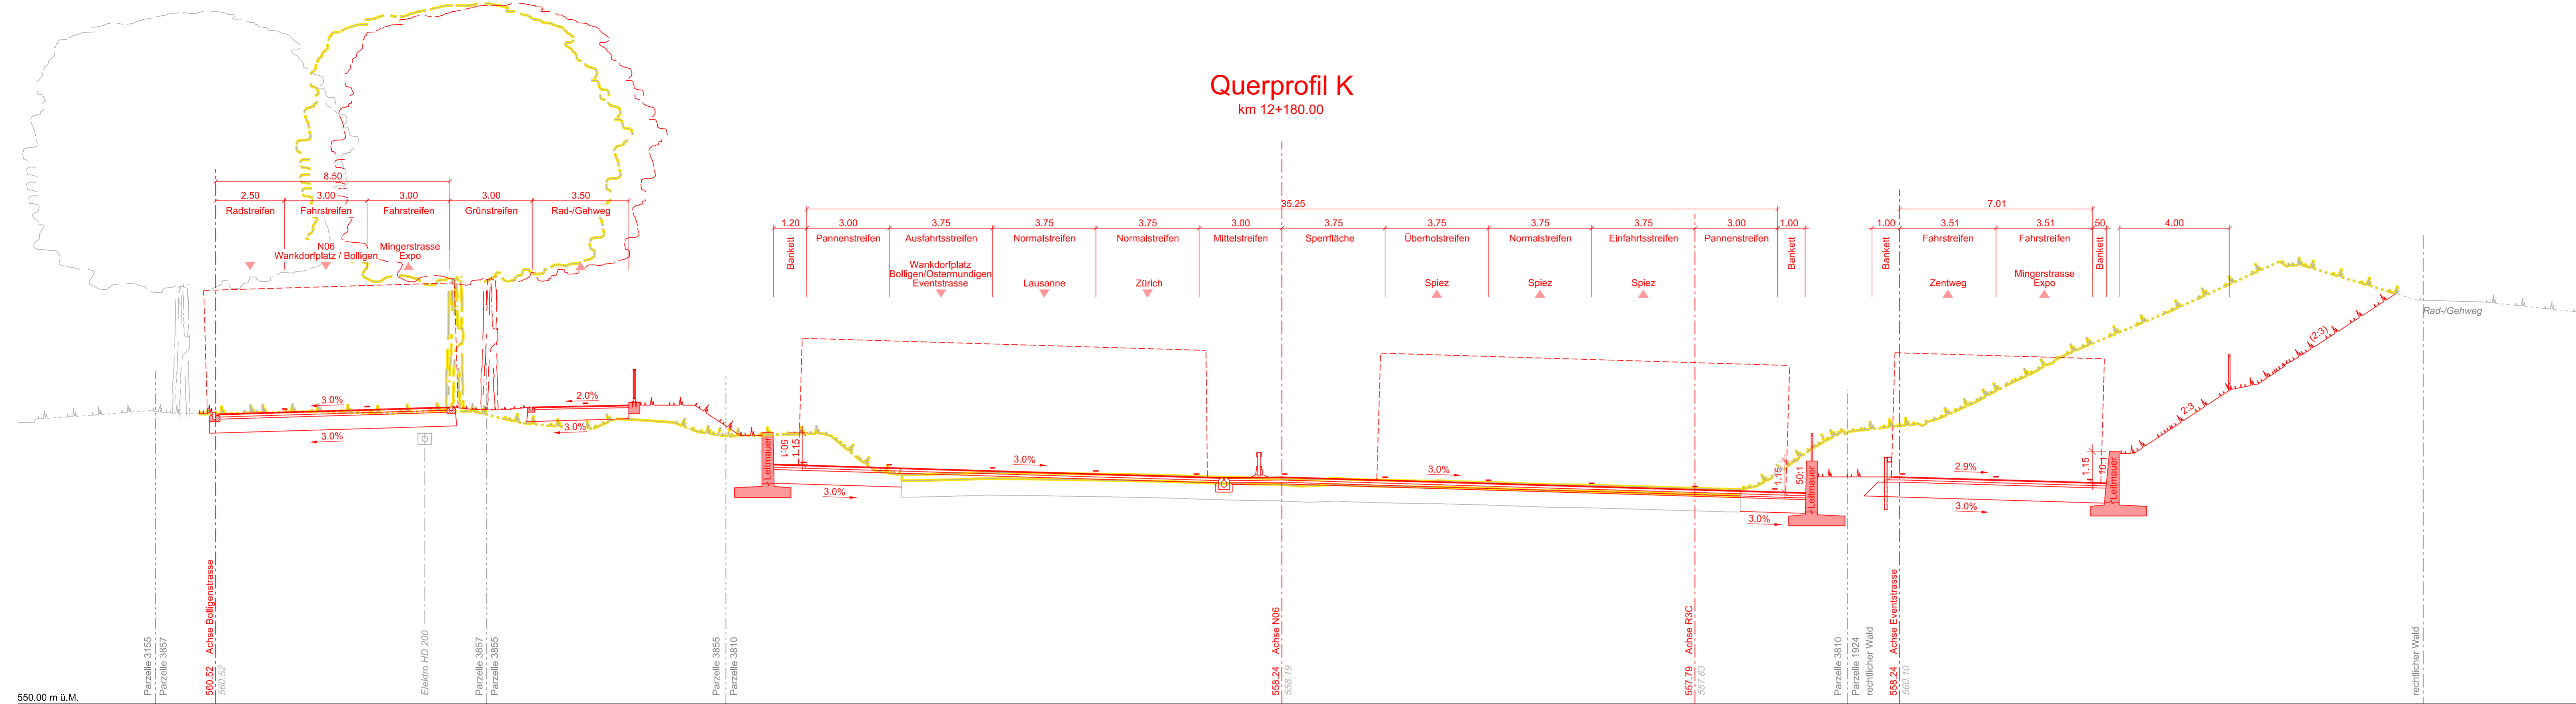 Querprofil K
km 12+180.00
8.50
2.50
3.00
3.00
3.00
3.50
Radstreifen
Fahrstreifen
Fahrstreifen
Grünstreifen
Rad-/Gehweg
N06
Wankdorfplatz / Bolligen
Mingerstrasse
Expo
35.25
1.20
3.00
3.75
3.75
3.75
3.00
3.75
3.75
3.75
3.75
3.00
1.00
Bankett
Pannenstreifen
Ausfahrtsstreifen
Normalstreifen
Normalstreifen
Mittelstreifen
Sperrfläche
Überholstreifen
Normalstreifen
Einfahrtsstreifen
Pannenstreifen
Bankett
Wankdorfplatz
Bolligen/Ostermundigen
Eventstrasse
Lausanne
Zürich
Spiez
Spiez
Spiez
7.01
1.00
3.51
3.51
50
4.00
Bankett
Fahrstreifen
Fahrstreifen
Bankett
Zentweg
Mingerstrasse
Expo
Rad-/Gehweg
(2:3)
2:3
3.0%
3.0%
2.0%
3.0%
Leitmauer
50:1
1.15
3.0%
3.0%
3.0%
3.0%
1.15
50:1
Leitmauer
2.9%
3.0%
1.15
10:1
Leitmauer
Parzelle 3155
Parzelle 3857
560.52 Achse Bolligenstrasse
560.52
Elektro HD 200
Parzelle 3857
Parzelle 3855
Parzelle 3855
Parzelle 3810
558.24 Achse N06
558.19
557.79 Achse R3C
557.83
Parzelle 3810
Parzelle 1924
rechtlicher Wald
558.24 Achse Eventstrasse
560.10
rechtlicher Wald
550.00 m ü.M.